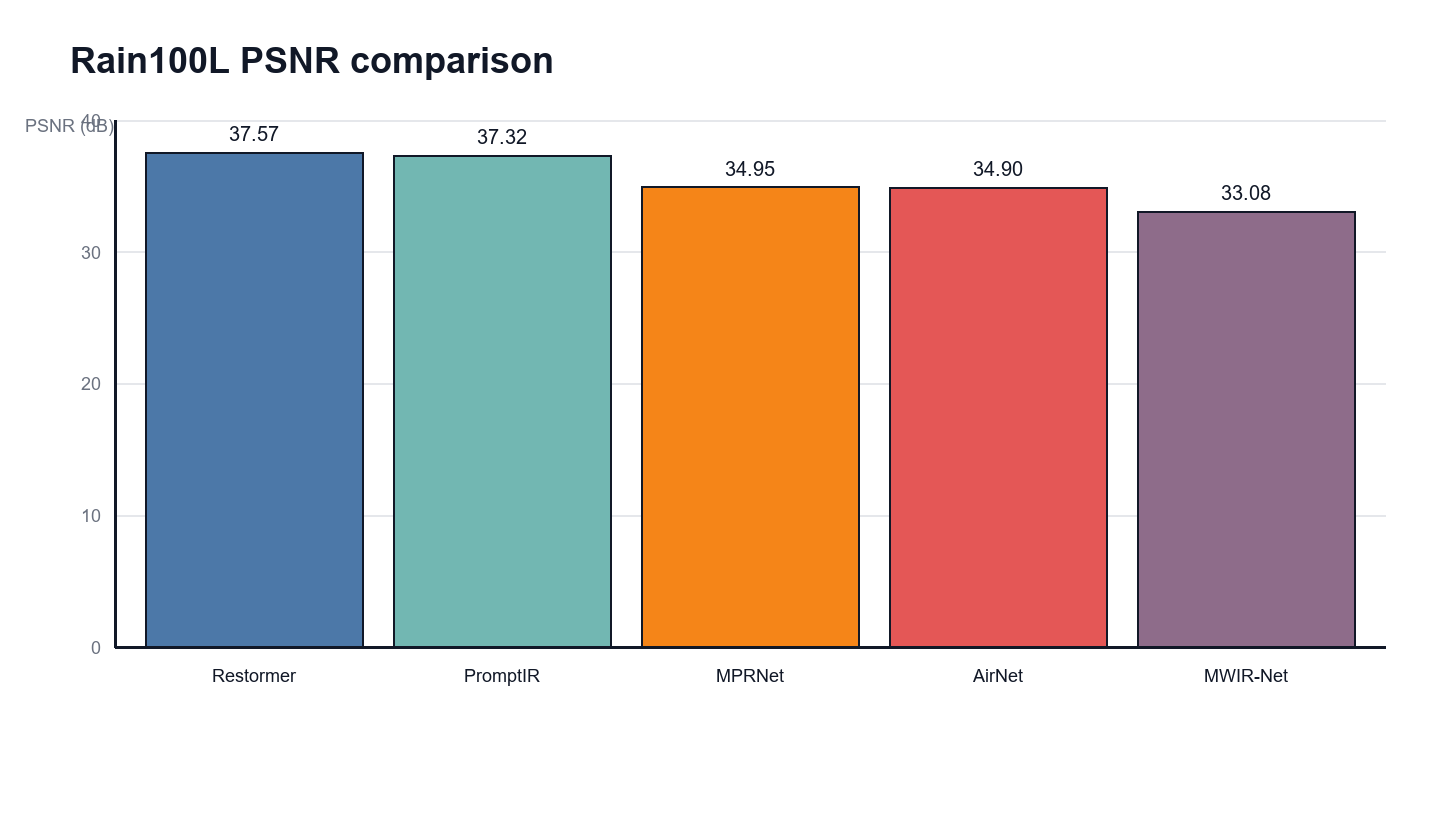 Rain100L PSNR comparison
PSNR (dB)
40
30
20
10
0
37.57
37.32
34.95
34.90
33.08
Restormer
PromptIR
MPRNet
AirNet
MWIR-Net